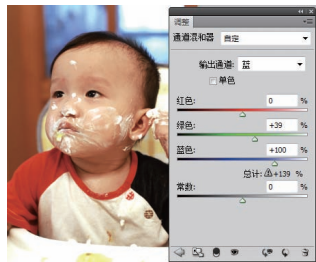 调整
通道混和器 自定
输出通道: 蓝
单色
红色: 0 %
绿色: +39 %
蓝色: +100 %
总计: +139 %
常数: 0 %